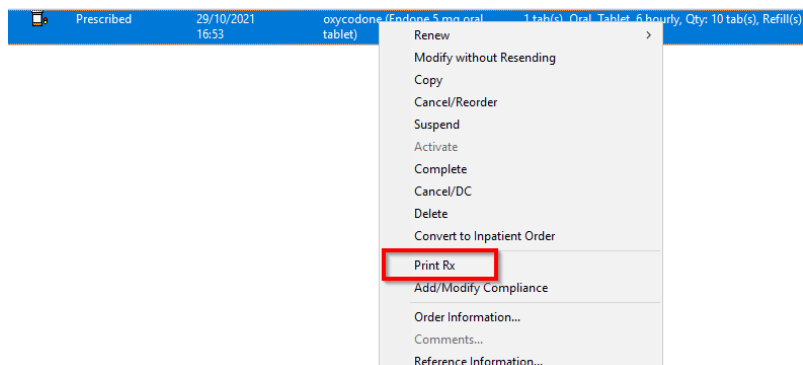 Prescribed 29/10/2021 oxycodone (Endone 5 mg oral 1 tab(s), Oral, Tablet, 6 hourly, Qty: 10 tab(s), Refill(s)
16:53 tablet)
Renew
Modify without Resending
Copy
Cancel/Reorder
Suspend
Activate
Complete
Cancel/DC
Delete
Convert to Inpatient Order
Print Rx
Add/Modify Compliance
Order Information...
Comments...
Reference Information...